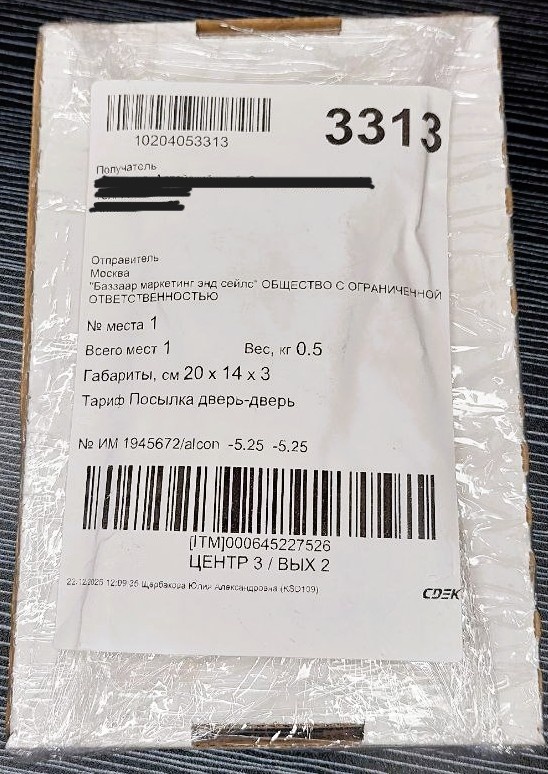 10204053313
3313
Получатель
Отправитель
Москва
"Баззаар маркетинг энд сейлс" ОБЩЕСТВО С ОГРАНИЧЕННОЙ
ОТВЕТСТВЕННОСТЬЮ
№ места 1
Всего мест 1 Вес, кг 0.5
Габариты, см 20 x 14 x 3
Тариф Посылка дверь-дверь
№ ИМ 1945672/alcon -5.25 -5.25
[ITM]000645227526
ЦЕНТР 3 / ВЫХ 2
22.12.2025 12:09:25 Щербакова Юлия Александровна (KSD109)
CDEK